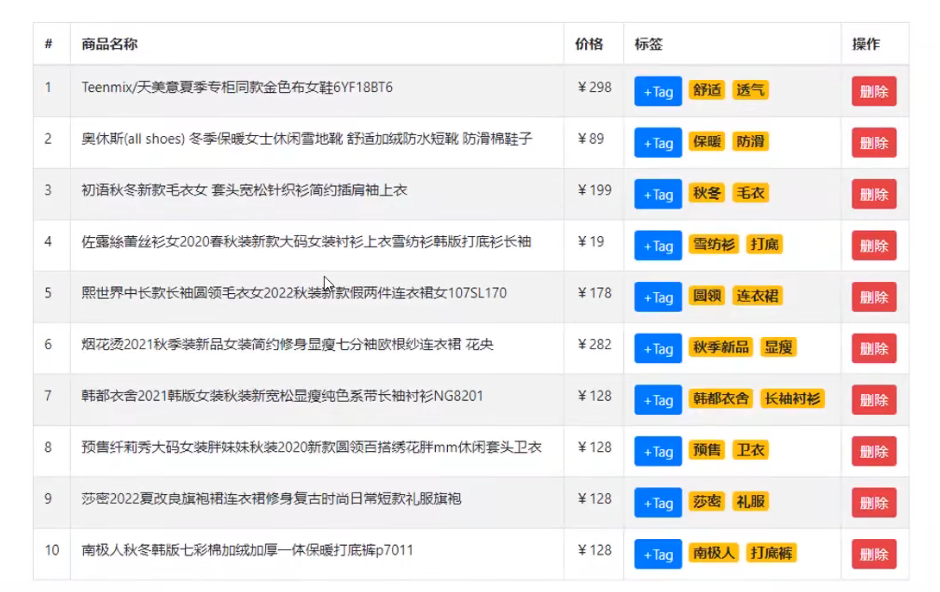 # 商品名称 价格 标签 操作
1 Teenmix/天美意夏季专柜同款金色布女鞋6YF18BT6 ¥298 +Tag 舒适 透气 删除
2 奥休斯(all shoes) 冬季保暖女士休闲雪地靴 舒适加绒防水短靴 防滑棉鞋子 ¥89 +Tag 保暖 防滑 删除
3 初语秋冬新款毛衣女 套头宽松针织衫简约插肩袖上衣 ¥199 +Tag 秋冬 毛衣 删除
4 佐露絲蕾丝衫女2020春秋装新款大码女装衬衫上衣雪纺衫韩版打底衫长袖 ¥19 +Tag 雪纺衫 打底 删除
5 熙世界中长款长袖圆领毛衣女2022秋装新款假两件连衣裙女107SL170 ¥178 +Tag 圆领 连衣裙 删除
6 烟花烫2021秋季装新品女装简约修身显瘦七分袖欧根纱连衣裙 花央 ¥282 +Tag 秋季新品 显瘦 删除
7 韩都衣舍2021韩版女装秋装新宽松显瘦纯色系带长袖衬衫NG8201 ¥128 +Tag 韩都衣舍 长袖衬衫 删除
8 预售纤莉秀大码女装胖妹妹秋装2020新款圆领百搭绣花胖mm休闲套头卫衣 ¥128 +Tag 预售 卫衣 删除
9 莎密2022夏改良旗袍裙连衣裙修身复古时尚日常短款礼服旗袍 ¥128 +Tag 莎密 礼服 删除
10 南极人秋冬韩版七彩棉加绒加厚一体保暖打底裤p7011 ¥128 +Tag 南极人 打底裤 删除